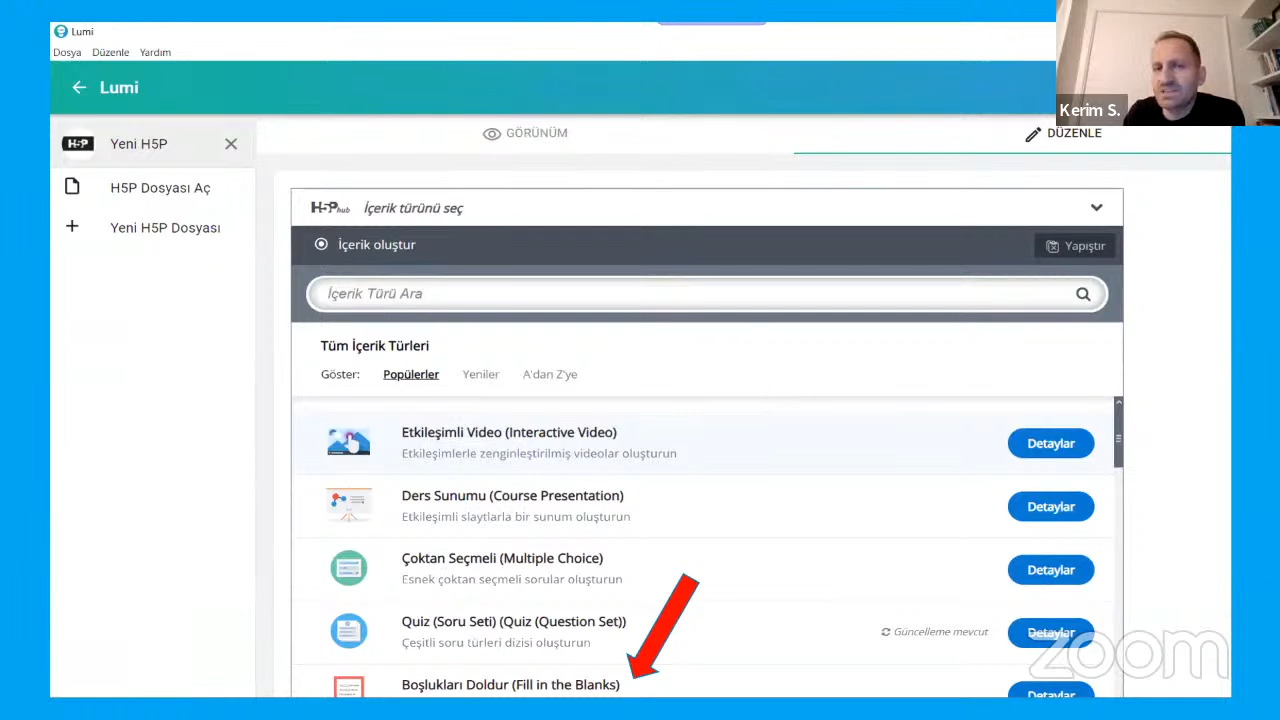 Lumi
Dosya Düzenle Yardım
Lumi
Kerim S.
H5P Yeni H5P
GÖRÜNÜM
DÜZENLE
H5P Dosyası Aç
Yeni H5P Dosyası
H5P hub İçerik türünü seç
İçerik oluştur
Yapıştır
İçerik Türü Ara
Tüm İçerik Türleri
Göster: Popülerler Yeniler A'dan Z'ye
Etkileşimli Video (Interactive Video)
Etkileşimlerle zenginleştirilmiş videolar oluşturun
Detaylar
Ders Sunumu (Course Presentation)
Etkileşimli slaytlarla bir sunum oluşturun
Detaylar
Çoktan Seçmeli (Multiple Choice)
Esnek çoktan seçmeli sorular oluşturun
Detaylar
Quiz (Soru Seti) (Quiz (Question Set))
Çeşitli soru türleri dizisi oluşturun
Güncelleme mevcut
Detaylar
Boşlukları Doldur (Fill in the Blanks)
Detaylar
zoom